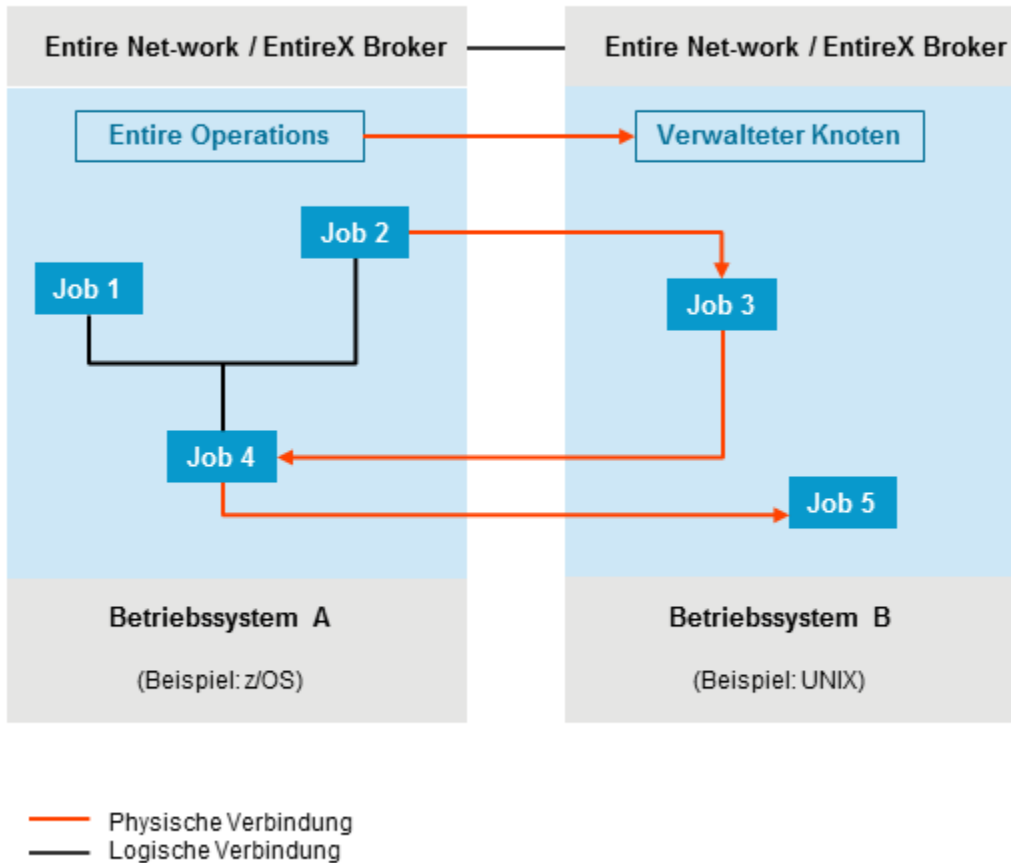 Entire Net-work / EntireX Broker
Entire Net-work / EntireX Broker
Entire Operations
Verwalteter Knoten
Job 2
Job 1
Job 3
Job 4
Job 5
Betriebssystem A
(Beispiel: z/OS)
Betriebssystem B
(Beispiel: UNIX)
Physische Verbindung
Logische Verbindung